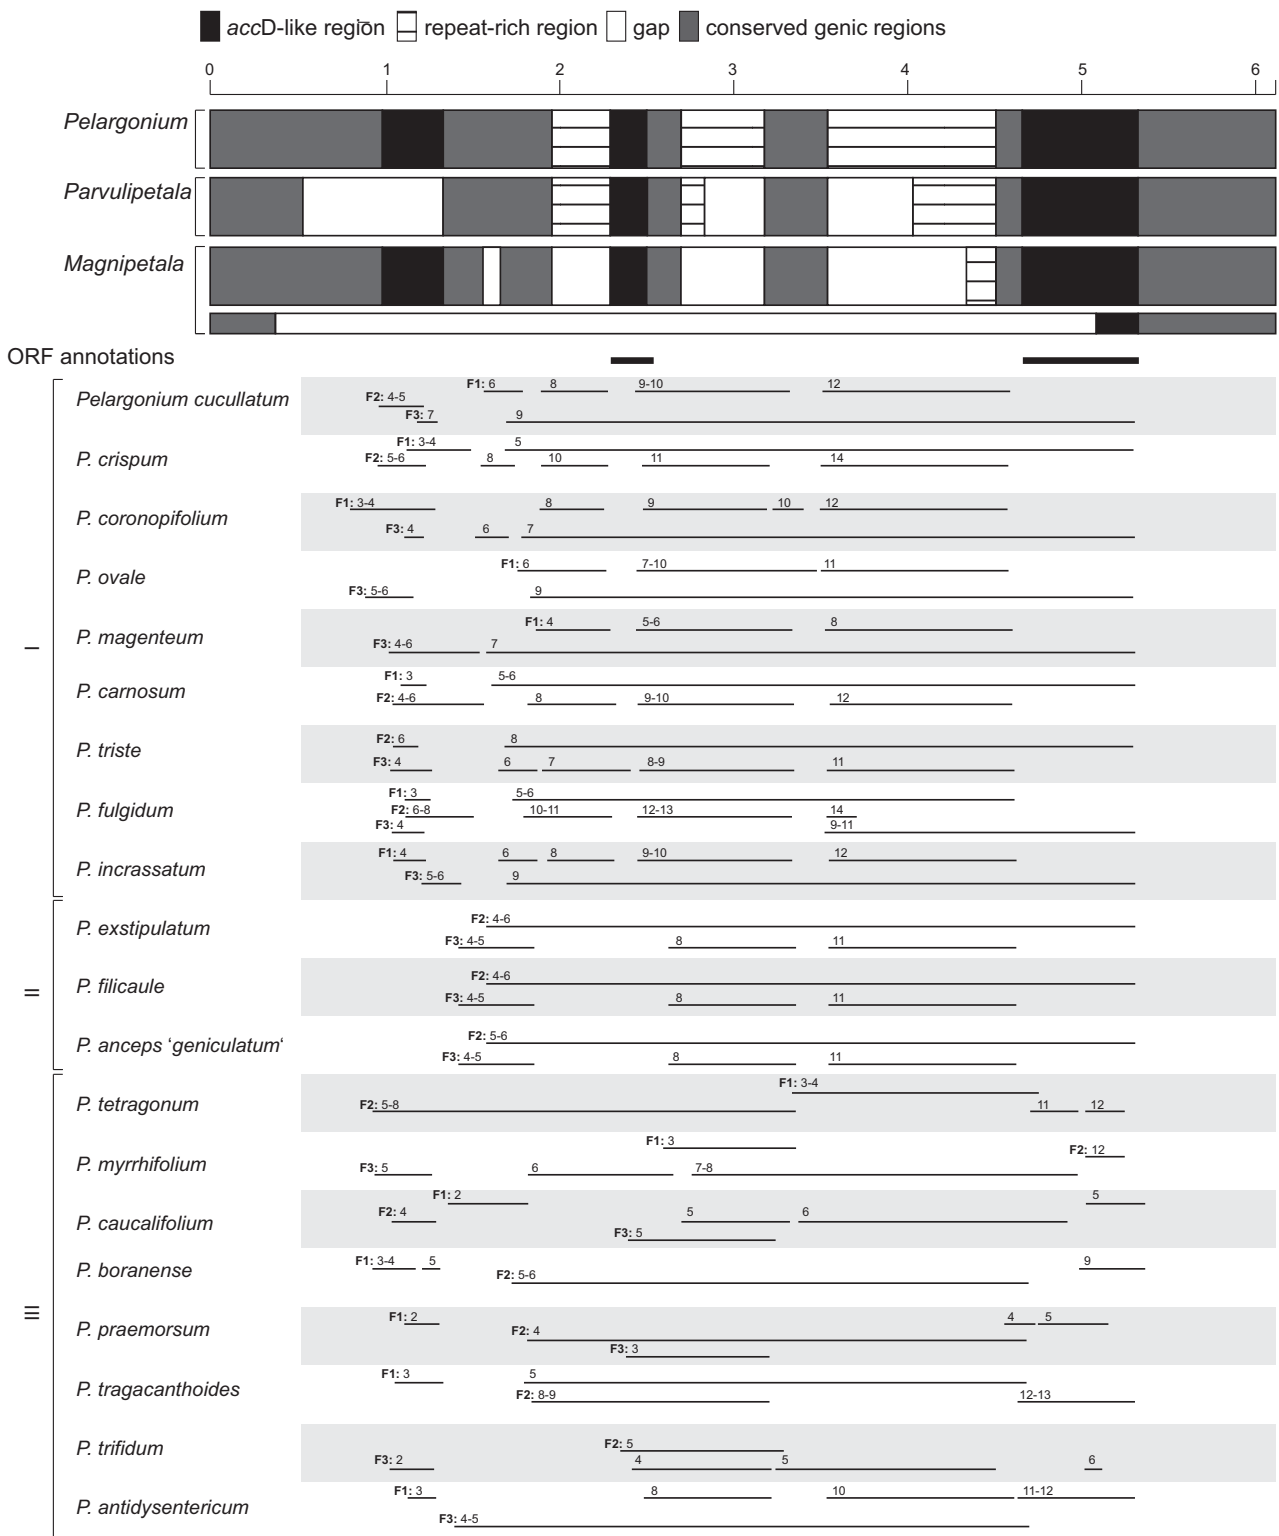 accD-like region repeat-rich region gap conserved genic regions
0 1 2 3 4 5 6
Pelargonium
Parvulipetala
Magnipetala
ORF annotations
I
Pelargonium cucullatum
F1: 6 8 9-10 12
F2: 4-5
F3: 7 9
P. crispum
F1: 3-4 5
F2: 5-6 8 10 11 14
P. coronopifolium
F1: 3-4 8 9 10 12
F3: 4 6 7
P. ovale
F1: 6 7-10 11
F3: 5-6 9
P. magenteum
F1: 4 5-6 8
F3: 4-6 7
P. carnosum
F1: 3 5-6
F2: 4-6 8 9-10 12
P. triste
F2: 6 8
F3: 4 6 7 8-9 11
P. fulgidum
F1: 3 5-6
F2: 6-8 10-11 12-13 14
F3: 4 9-11
P. incrassatum
F1: 4 6 8 9-10 12
F3: 5-6 9
II
P. exstipulatum
F2: 4-6
F3: 4-5 8 11
P. filicaule
F2: 4-6
F3: 4-5 8 11
P. anceps ‘geniculatum‘
F2: 5-6
F3: 4-5 8 11
III
P. tetragonum
F1: 3-4
F2: 5-8 11 12
P. myrrhifolium
F1: 3
F2: 12
F3: 5 6 7-8
P. caucalifolium
F1: 2 5
F2: 4 5 6
F3: 5
P. boranense
F1: 3-4 5 9
F2: 5-6
P. praemorsum
F1: 2 4 5
F2: 4
F3: 3
P. tragacanthoides
F1: 3 5
F2: 8-9 12-13
P. trifidum
F2: 5
F3: 2 4 5 6
P. antidysentericum
F1: 3 8 10 11-12
F3: 4-5